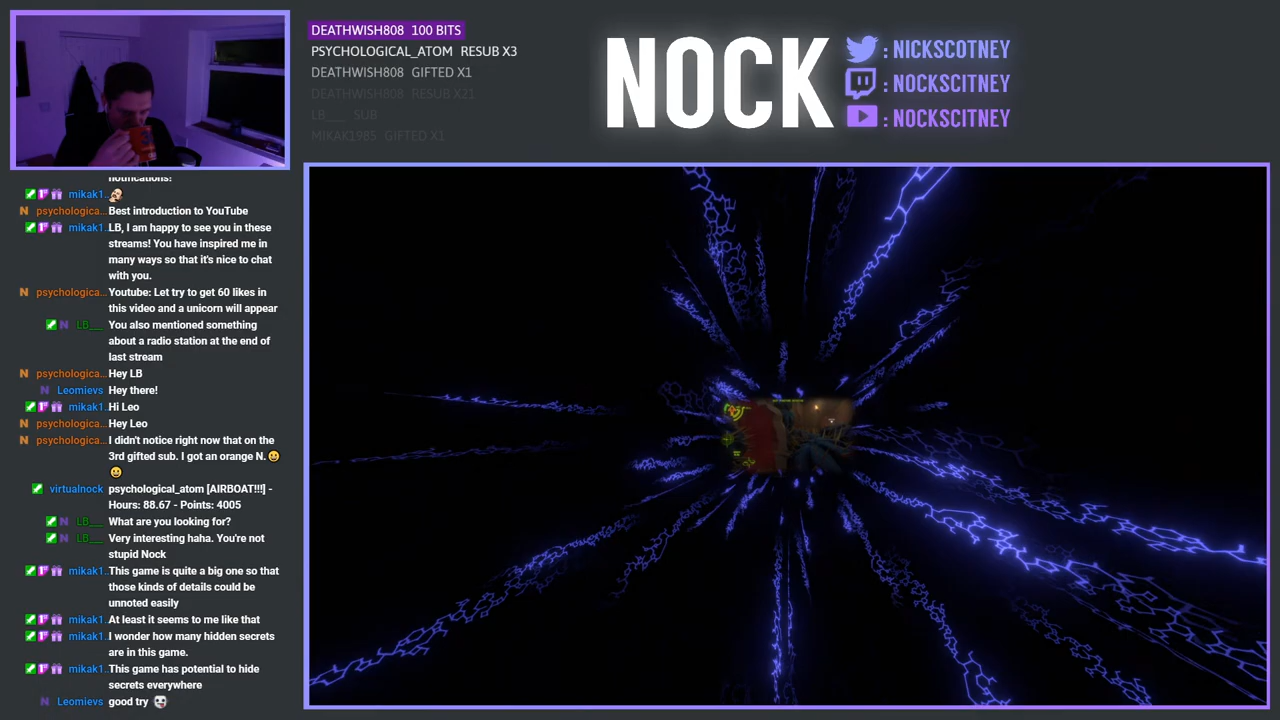 DEATHWISH808 100 BITS
PSYCHOLOGICAL_ATOM RESUB X3
DEATHWISH808 GIFTED X1
DEATHWISH808 RESUB X21
LB___ SUB
MIKAK1985 GIFTED X1
NOCK
: NICKSCOTNEY
: NOCKSCITNEY
: NOCKSCITNEY
notifications!
mikak1..
psychologica... Best introduction to YouTube
mikak1.. LB, I am happy to see you in these
streams! You have inspired me in
many ways so that it's nice to chat
with you.
psychologica... Youtube: Let try to get 60 likes in
this video and a unicorn will appear
LB___ You also mentioned something
about a radio station at the end of
last stream
psychologica... Hey LB
Leomievs Hey there!
mikak1.. Hi Leo
psychologica... Hey Leo
psychologica... I didn't notice right now that on the
3rd gifted sub. I got an orange N.
virtualnock psychological_atom [AIRBOAT!!!] -
Hours: 88.67 - Points: 4005
LB___ What are you looking for?
LB___ Very interesting haha. You're not
stupid Nock
mikak1.. This game is quite a big one so that
those kinds of details could be
unnoted easily
mikak1.. At least it seems to me like that
mikak1.. I wonder how many hidden secrets
are in this game.
mikak1.. This game has potential to hide
secrets everywhere
Leomievs good try